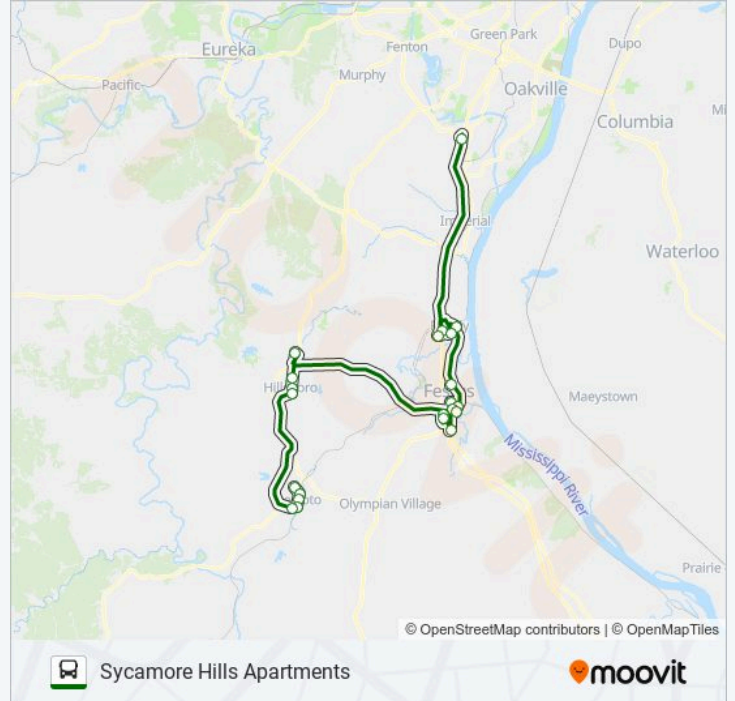 Green Park
Fenton
Dupo
Eureka
Murphy
Pacific
Oakville
Columbia
Imperial
Waterloo
Maeystown
Mississippi River
Olympian Village
Prairie
© OpenStreetMap contributors | © OpenMapTiles
Sycamore Hills Apartments
moovit